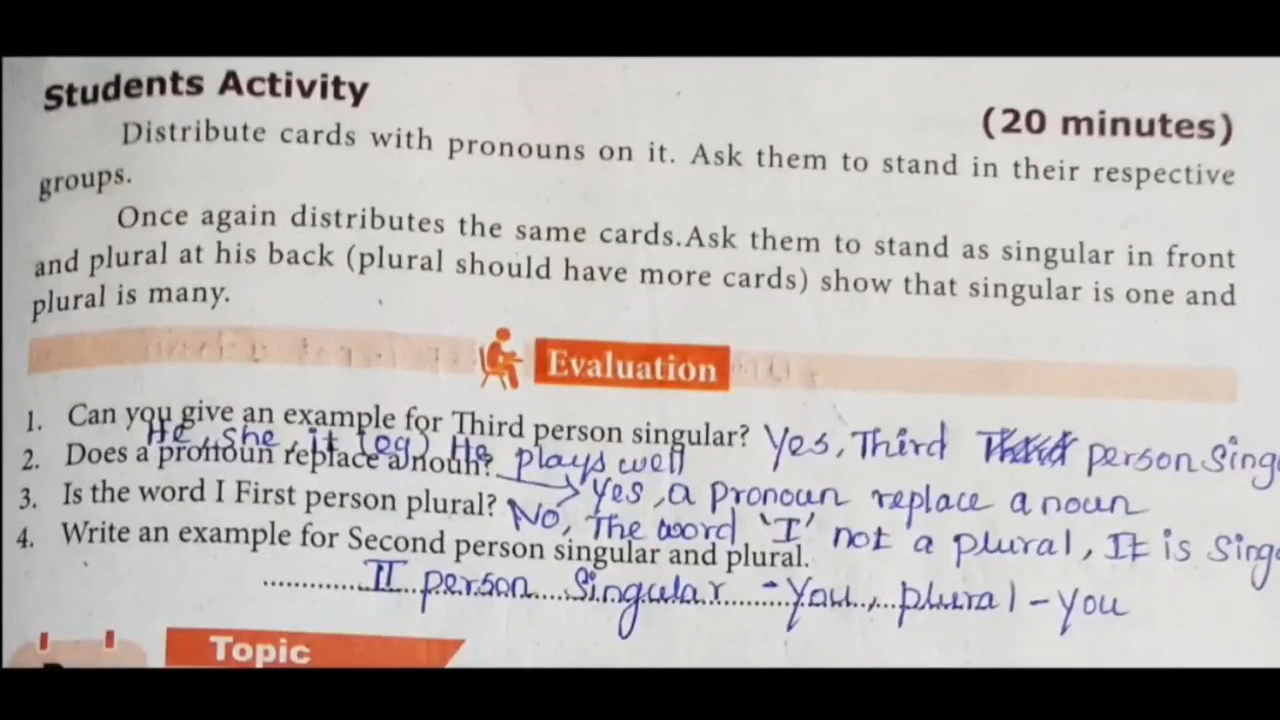 Students Activity
(20 minutes)
Distribute cards with pronouns on it. Ask them to stand in their respective
groups.
Once again distributes the same cards.Ask them to stand as singular in front
and plural at his back (plural should have more cards) show that singular is one and
plural is many.
Evaluation
1. Can you give an example for Third person singular? Yes, Third person Sing
He, She, it (eg) He plays well
2. Does a pronoun replace a noun? Yes, a pronoun replace a noun
3. Is the word I First person plural? No, The word 'I' not a plural, It is Sing
4. Write an example for Second person singular and plural.
II person Singular - You, plural - you
Topic